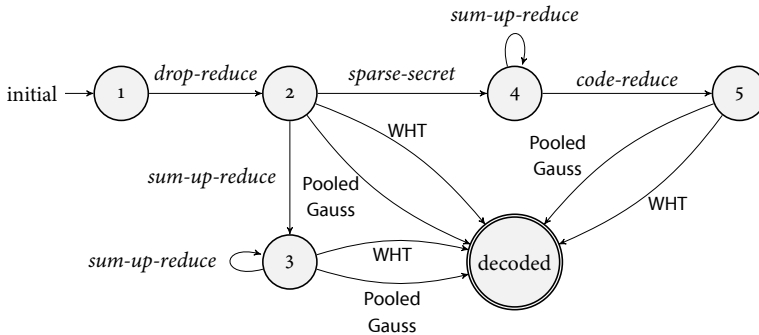 sum-up-reduce
initial
1
drop-reduce
2
sparse-secret
4
code-reduce
5
WHT
Pooled
Gauss
sum-up-reduce
Pooled
Gauss
WHT
sum-up-reduce
3
WHT
decoded
Pooled
Gauss